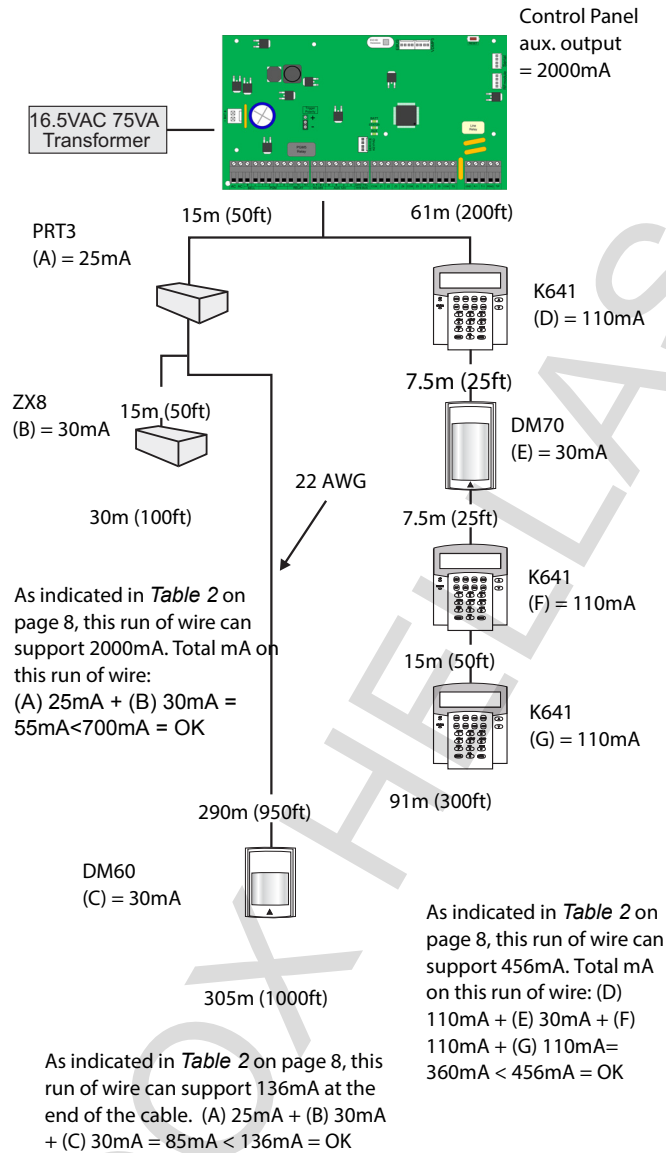 Control Panel
aux. output
= 2000mA
16.5VAC 75VA
Transformer
15m (50ft)
61m (200ft)
PRT3
(A) = 25mA
K641
(D) = 110mA
7.5m (25ft)
ZX8
(B) = 30mA
15m (50ft)
DM70
(E) = 30mA
22 AWG
30m (100ft)
7.5m (25ft)
As indicated in Table 2 on
page 8, this run of wire can
support 2000mA. Total mA on
this run of wire:
(A) 25mA + (B) 30mA =
55mA<700mA = OK
K641
(F) = 110mA
15m (50ft)
K641
(G) = 110mA
91m (300ft)
290m (950ft)
DM60
(C) = 30mA
305m (1000ft)
As indicated in Table 2 on
page 8, this run of wire can
support 456mA. Total mA
on this run of wire: (D)
110mA + (E) 30mA + (F)
110mA + (G) 110mA=
360mA < 456mA = OK
As indicated in Table 2 on page 8, this
run of wire can support 136mA at the
end of the cable. (A) 25mA + (B) 30mA
+ (C) 30mA = 85mA < 136mA = OK
OX HELLAS